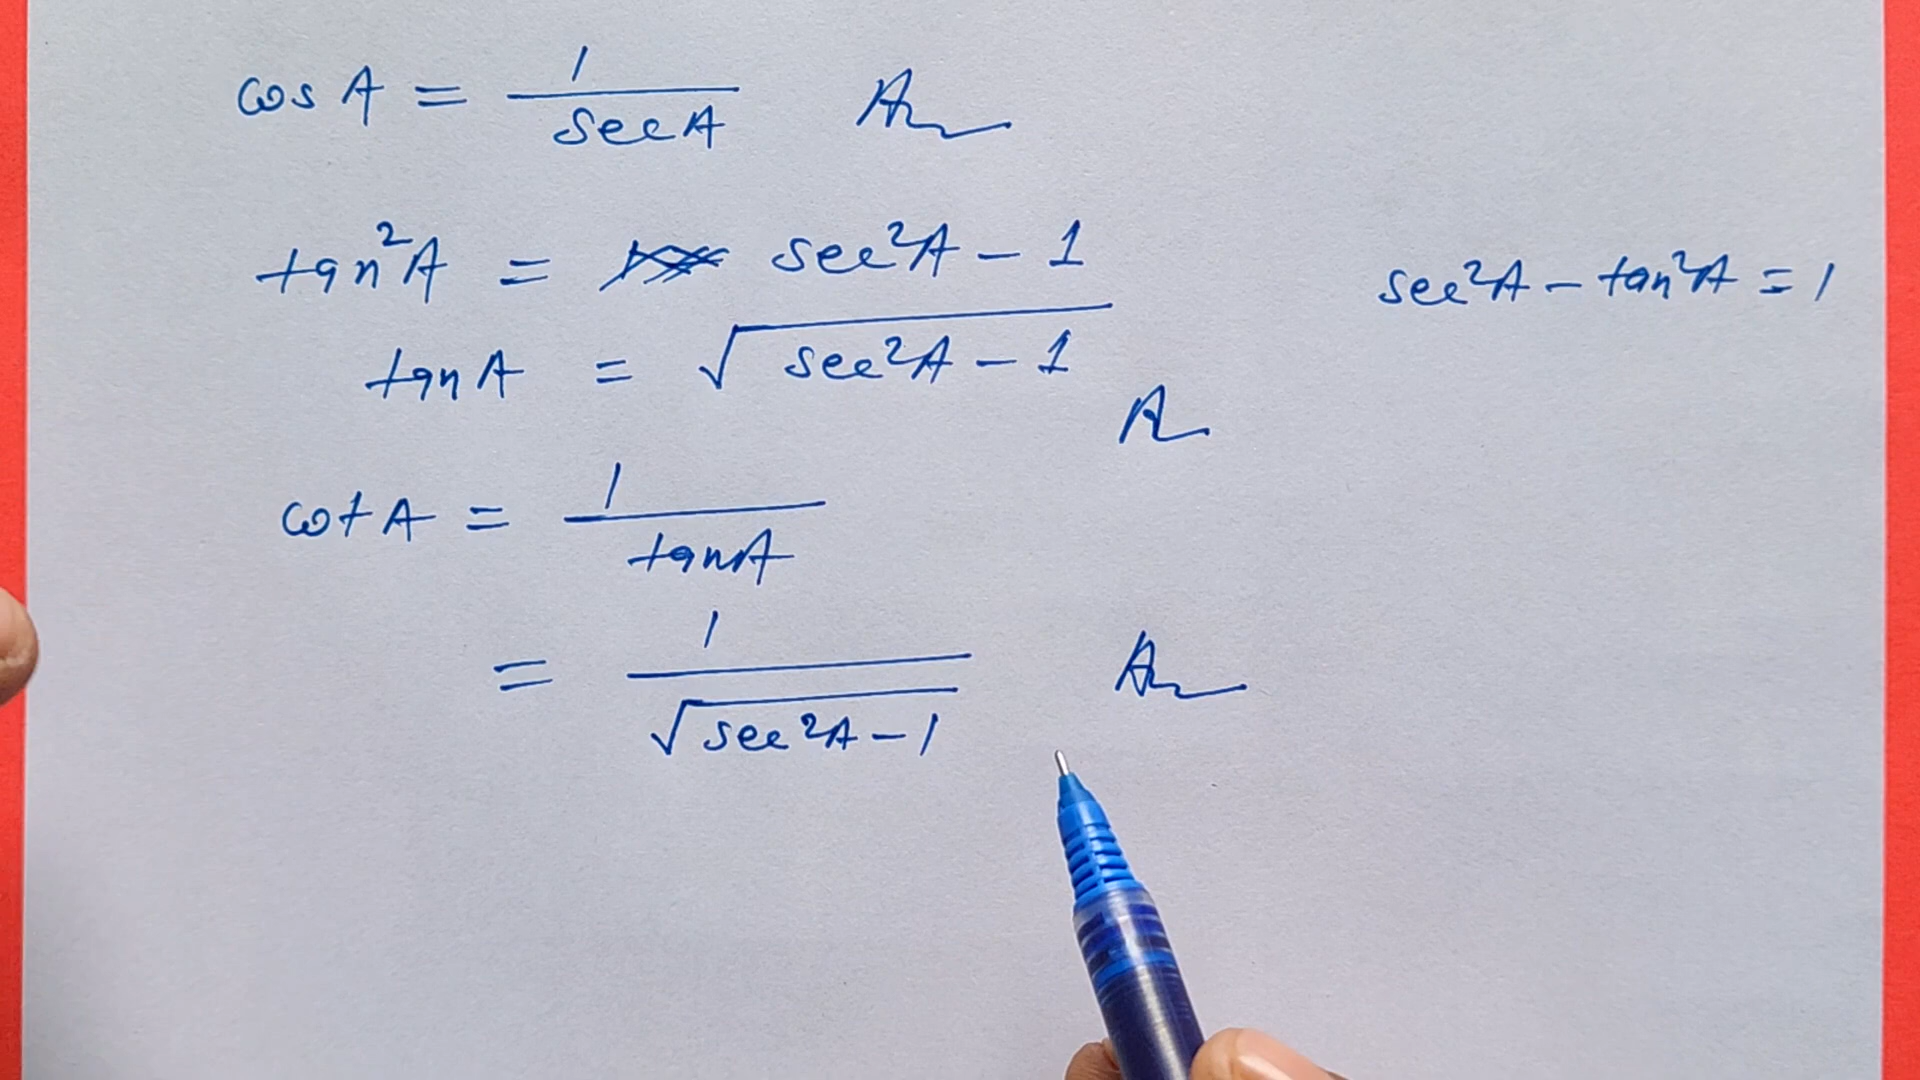 cos A = 1 / sec A Ans
tan²A = sec²A - 1
sec²A - tan²A = 1
tan A = √(sec²A - 1)
cot A = 1 / tan A
= 1 / √(sec²A - 1) Ans